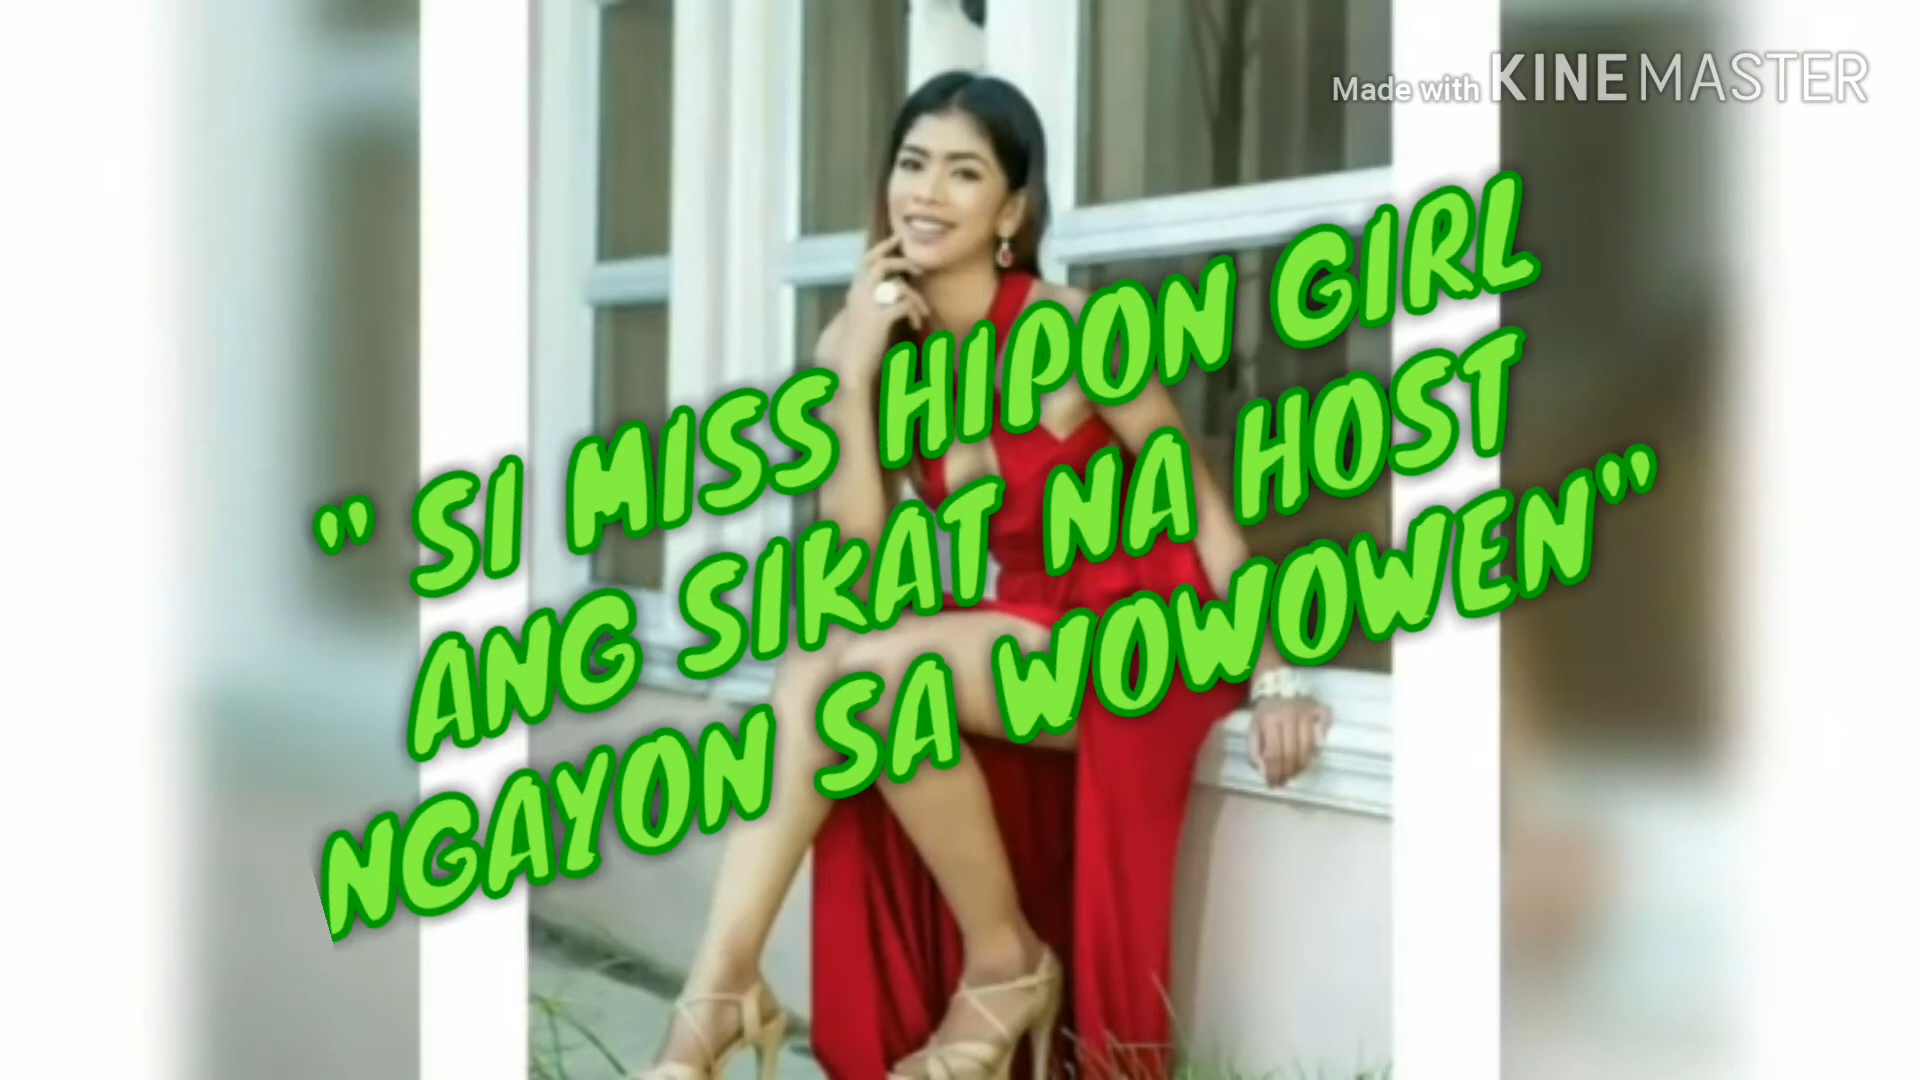 Made with KINEMASTER
" SI MISS HIPON GIRL
ANG SIKAT NA HOST
NGAYON SA WOWOWEN"